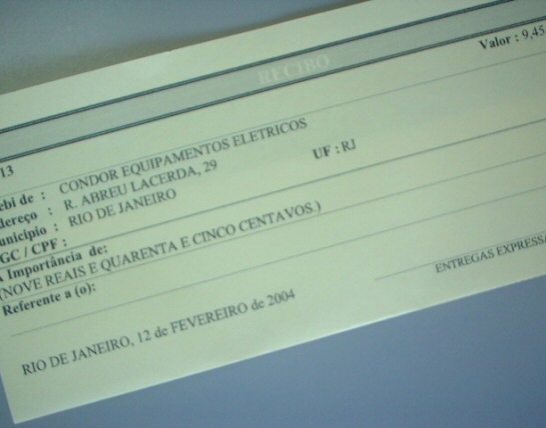 RECIBO
Valor : 9,45
13
ebi de : CONDOR EQUIPAMENTOS ELETRICOS
dereço : R. ABREU LACERDA, 29
unicipio : RIO DE JANEIRO UF : RJ
GC / CPF :
A Importância de:
(NOVE REAIS E QUARENTA E CINCO CENTAVOS.)
Referente a (o):
ENTREGAS EXPRESSA
RIO DE JANEIRO, 12 de FEVEREIRO de 2004